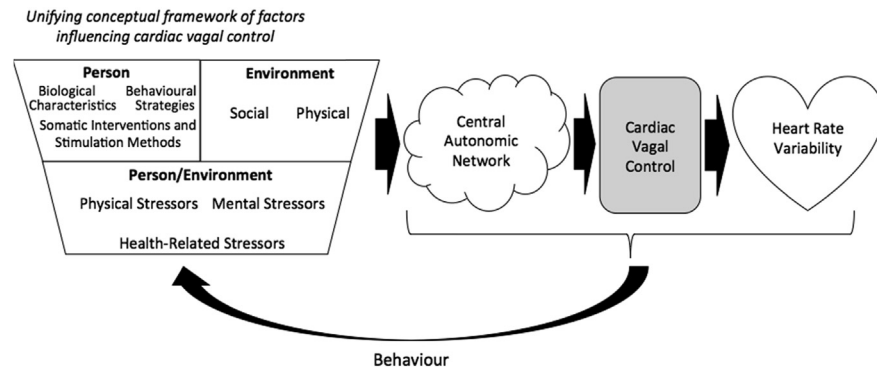 Unifying conceptual framework of factors
influencing cardiac vagal control
Person
Biological
Characteristics
Behavioural
Strategies
Somatic Interventions and
Stimulation Methods
Environment
Social
Physical
Person/Environment
Physical Stressors
Mental Stressors
Health-Related Stressors
Central
Autonomic
Network
Cardiac
Vagal
Control
Heart Rate
Variability
Behaviour